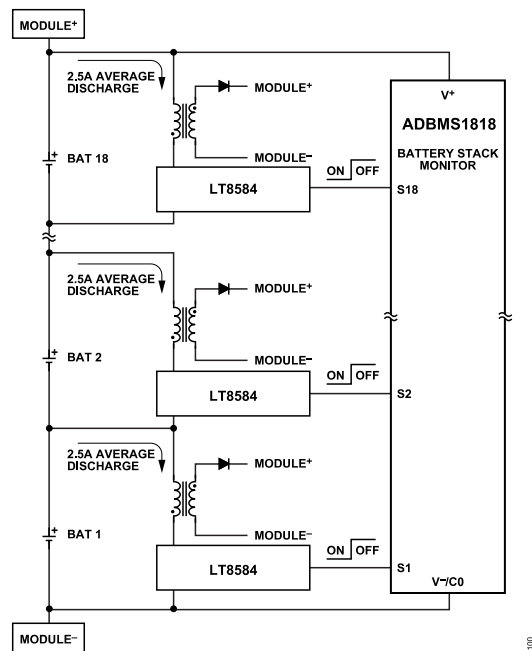 MODULE+
2.5A AVERAGE
DISCHARGE
MODULE+
MODULE–
BAT 18
LT8584
ON OFF
V+
ADBMS1818
BATTERY STACK
MONITOR
S18
2.5A AVERAGE
DISCHARGE
MODULE+
MODULE–
BAT 2
LT8584
ON OFF
S2
2.5A AVERAGE
DISCHARGE
MODULE+
MODULE–
BAT 1
LT8584
ON OFF
S1
V–/C0
MODULE–
100